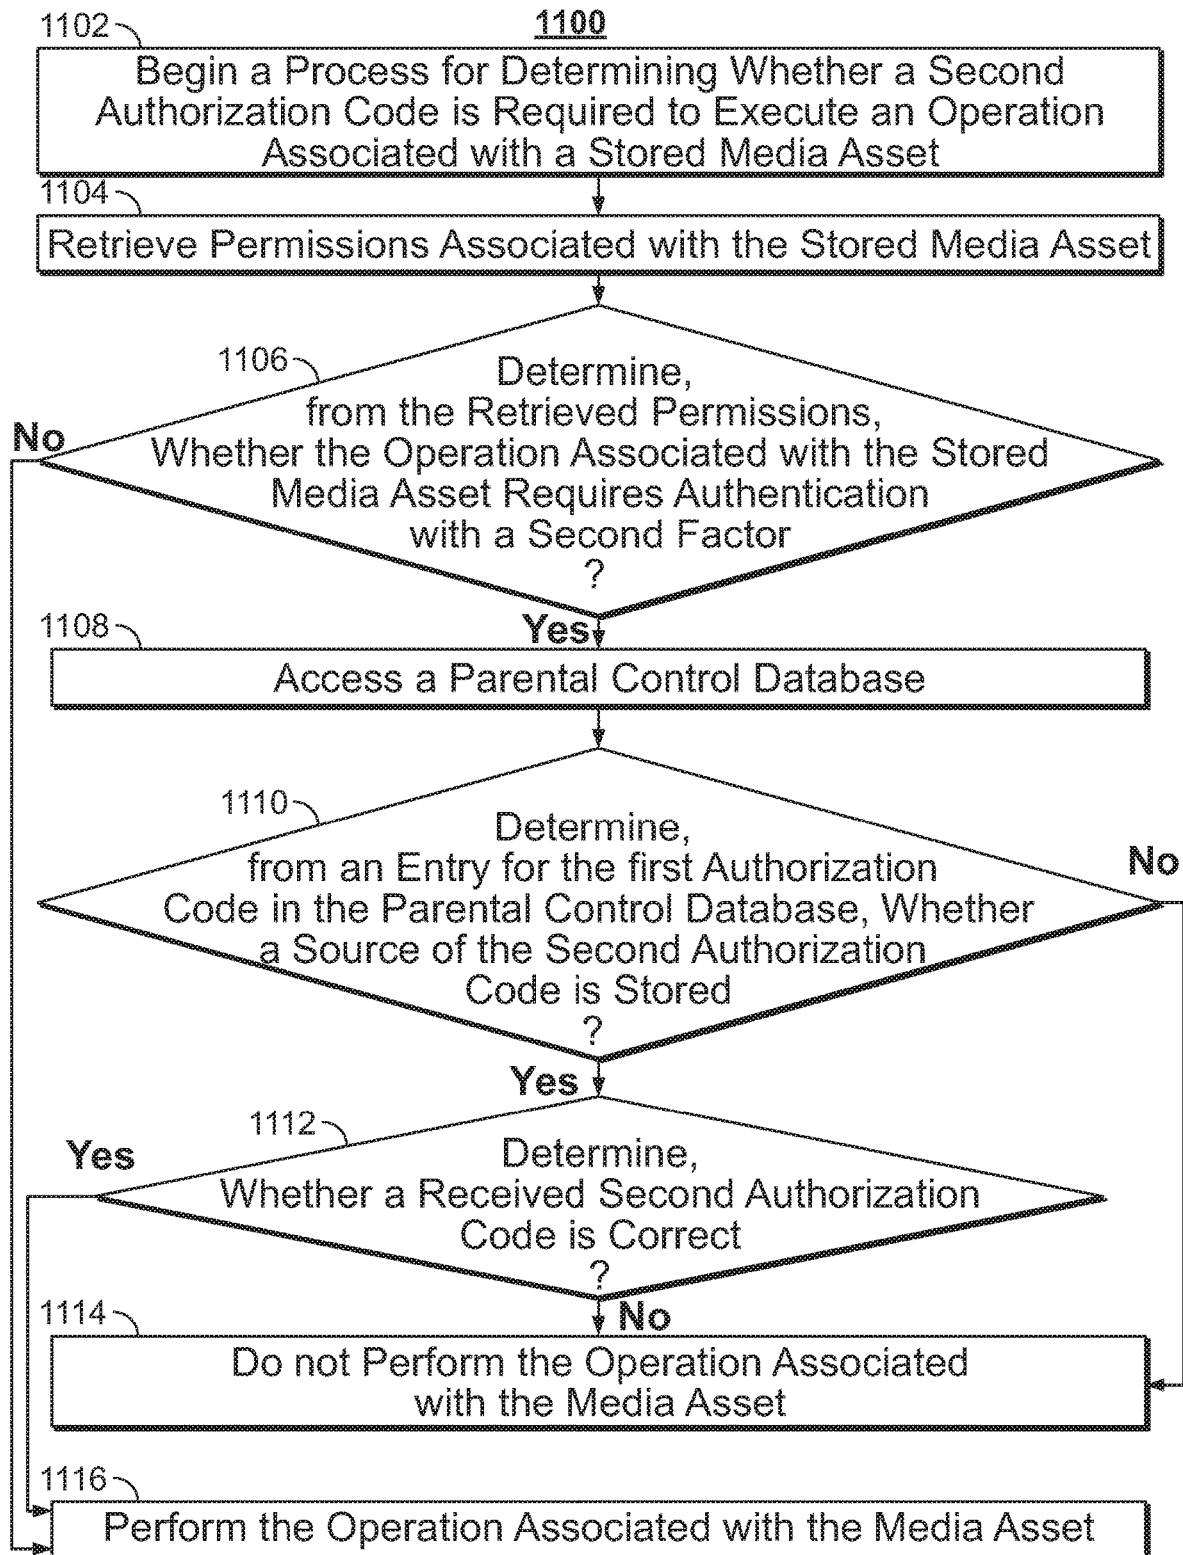 1100
1102
Begin a Process for Determining Whether a Second
Authorization Code is Required to Execute an Operation
Associated with a Stored Media Asset
1104
Retrieve Permissions Associated with the Stored Media Asset
1106
Determine,
from the Retrieved Permissions,
Whether the Operation Associated with the Stored
Media Asset Requires Authentication
with a Second Factor
?
No
Yes
1108
Access a Parental Control Database
1110
Determine,
from an Entry for the first Authorization
Code in the Parental Control Database, Whether
a Source of the Second Authorization
Code is Stored
?
No
Yes
1112
Determine,
Whether a Received Second Authorization
Code is Correct
?
Yes
No
1114
Do not Perform the Operation Associated
with the Media Asset
1116
Perform the Operation Associated with the Media Asset